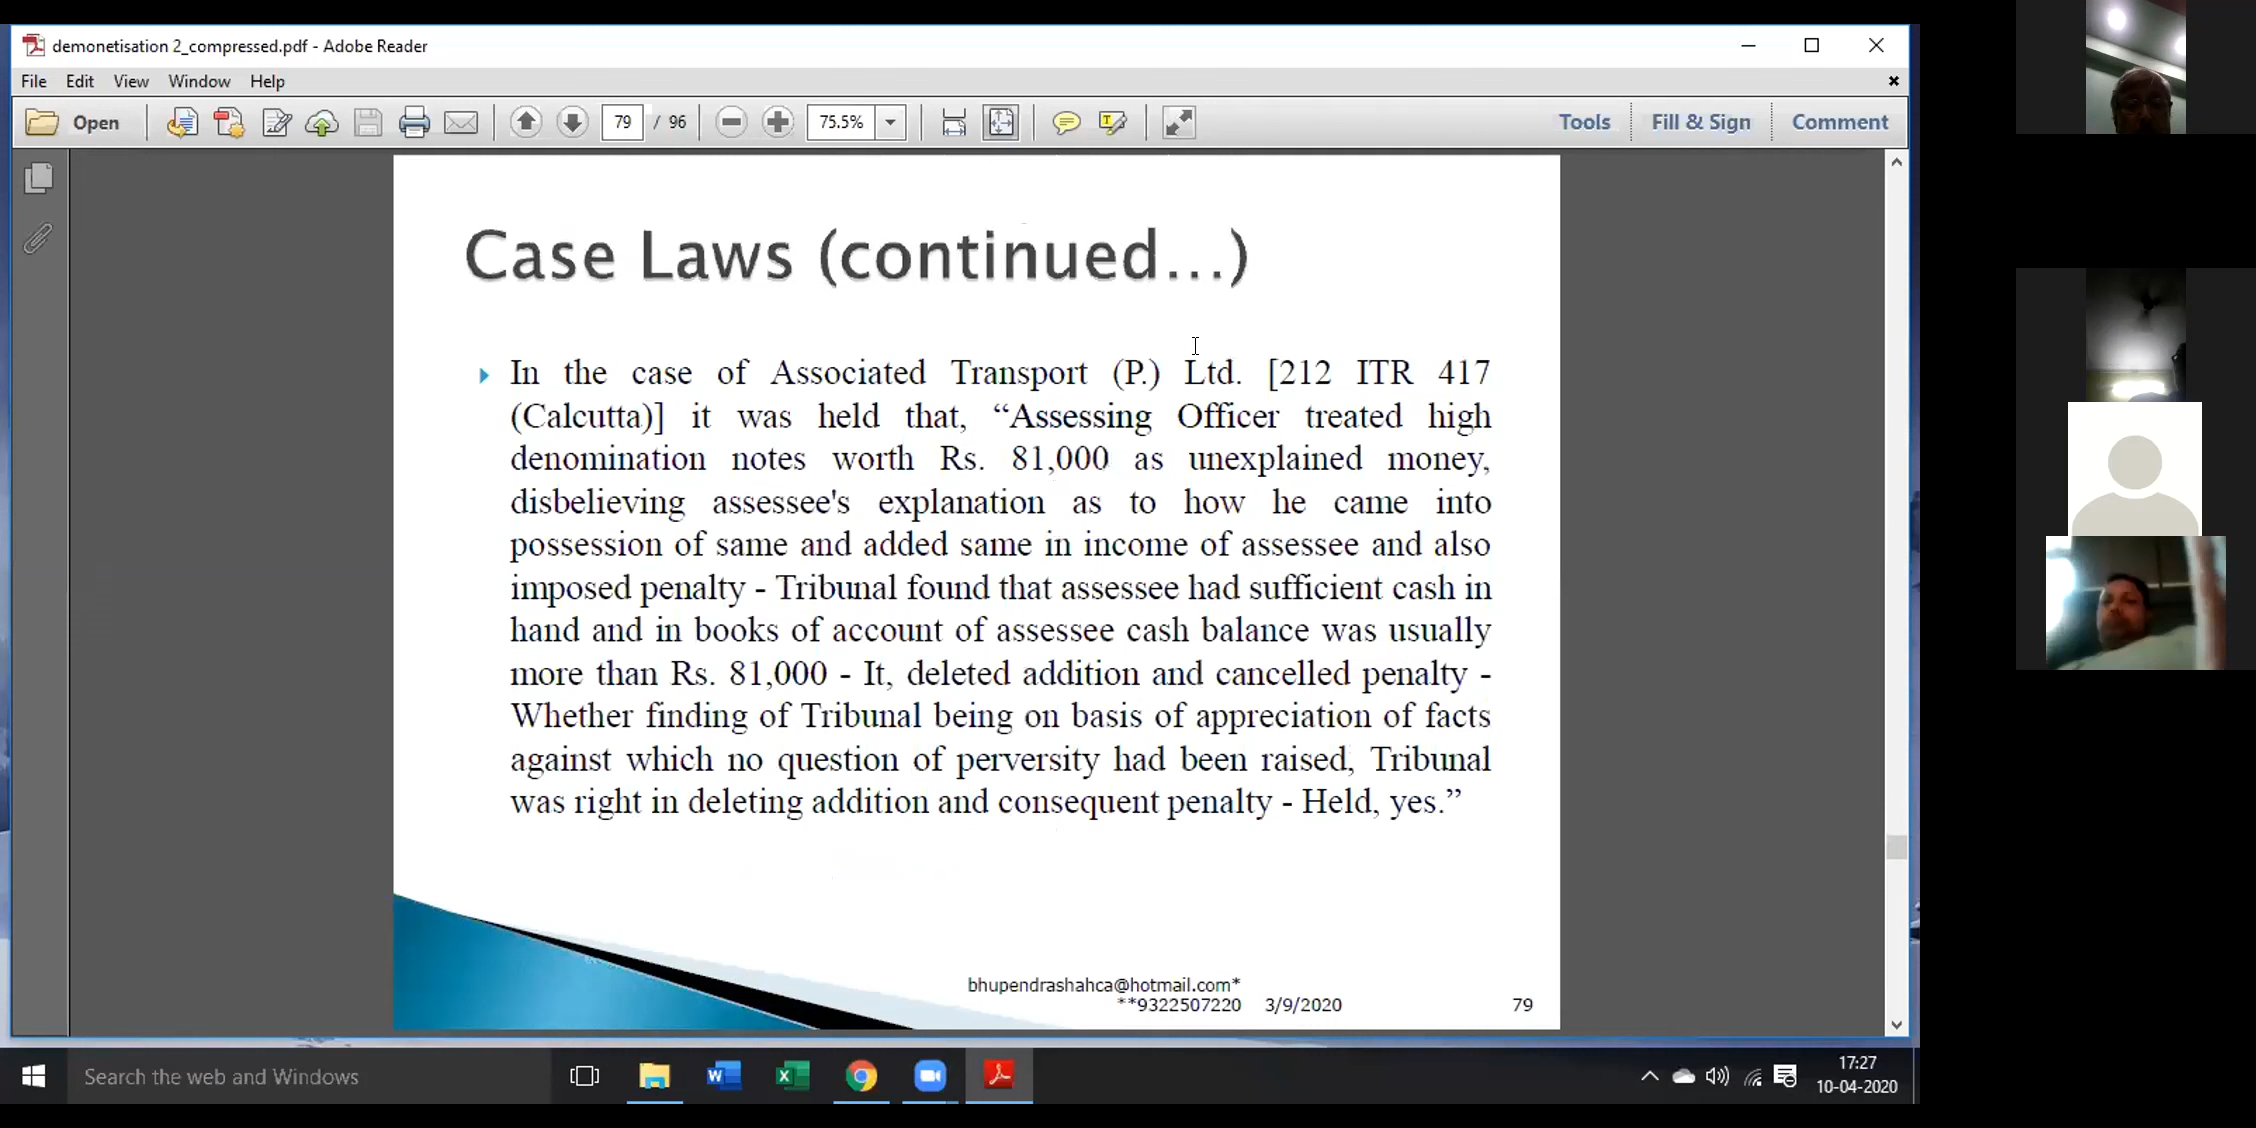 demonetisation 2_compressed.pdf - Adobe Reader
File Edit View Window Help
Open 79 / 96 75.5% Tools Fill & Sign Comment
Case Laws (continued...)
In the case of Associated Transport (P.) Ltd. [212 ITR 417
(Calcutta)] it was held that, “Assessing Officer treated high
denomination notes worth Rs. 81,000 as unexplained money,
disbelieving assessee's explanation as to how he came into
possession of same and added same in income of assessee and also
imposed penalty - Tribunal found that assessee had sufficient cash in
hand and in books of account of assessee cash balance was usually
more than Rs. 81,000 - It, deleted addition and cancelled penalty -
Whether finding of Tribunal being on basis of appreciation of facts
against which no question of perversity had been raised, Tribunal
was right in deleting addition and consequent penalty - Held, yes.”
bhupendrashahca@hotmail.com*
**9322507220 3/9/2020 79
Search the web and Windows
17:27
10-04-2020